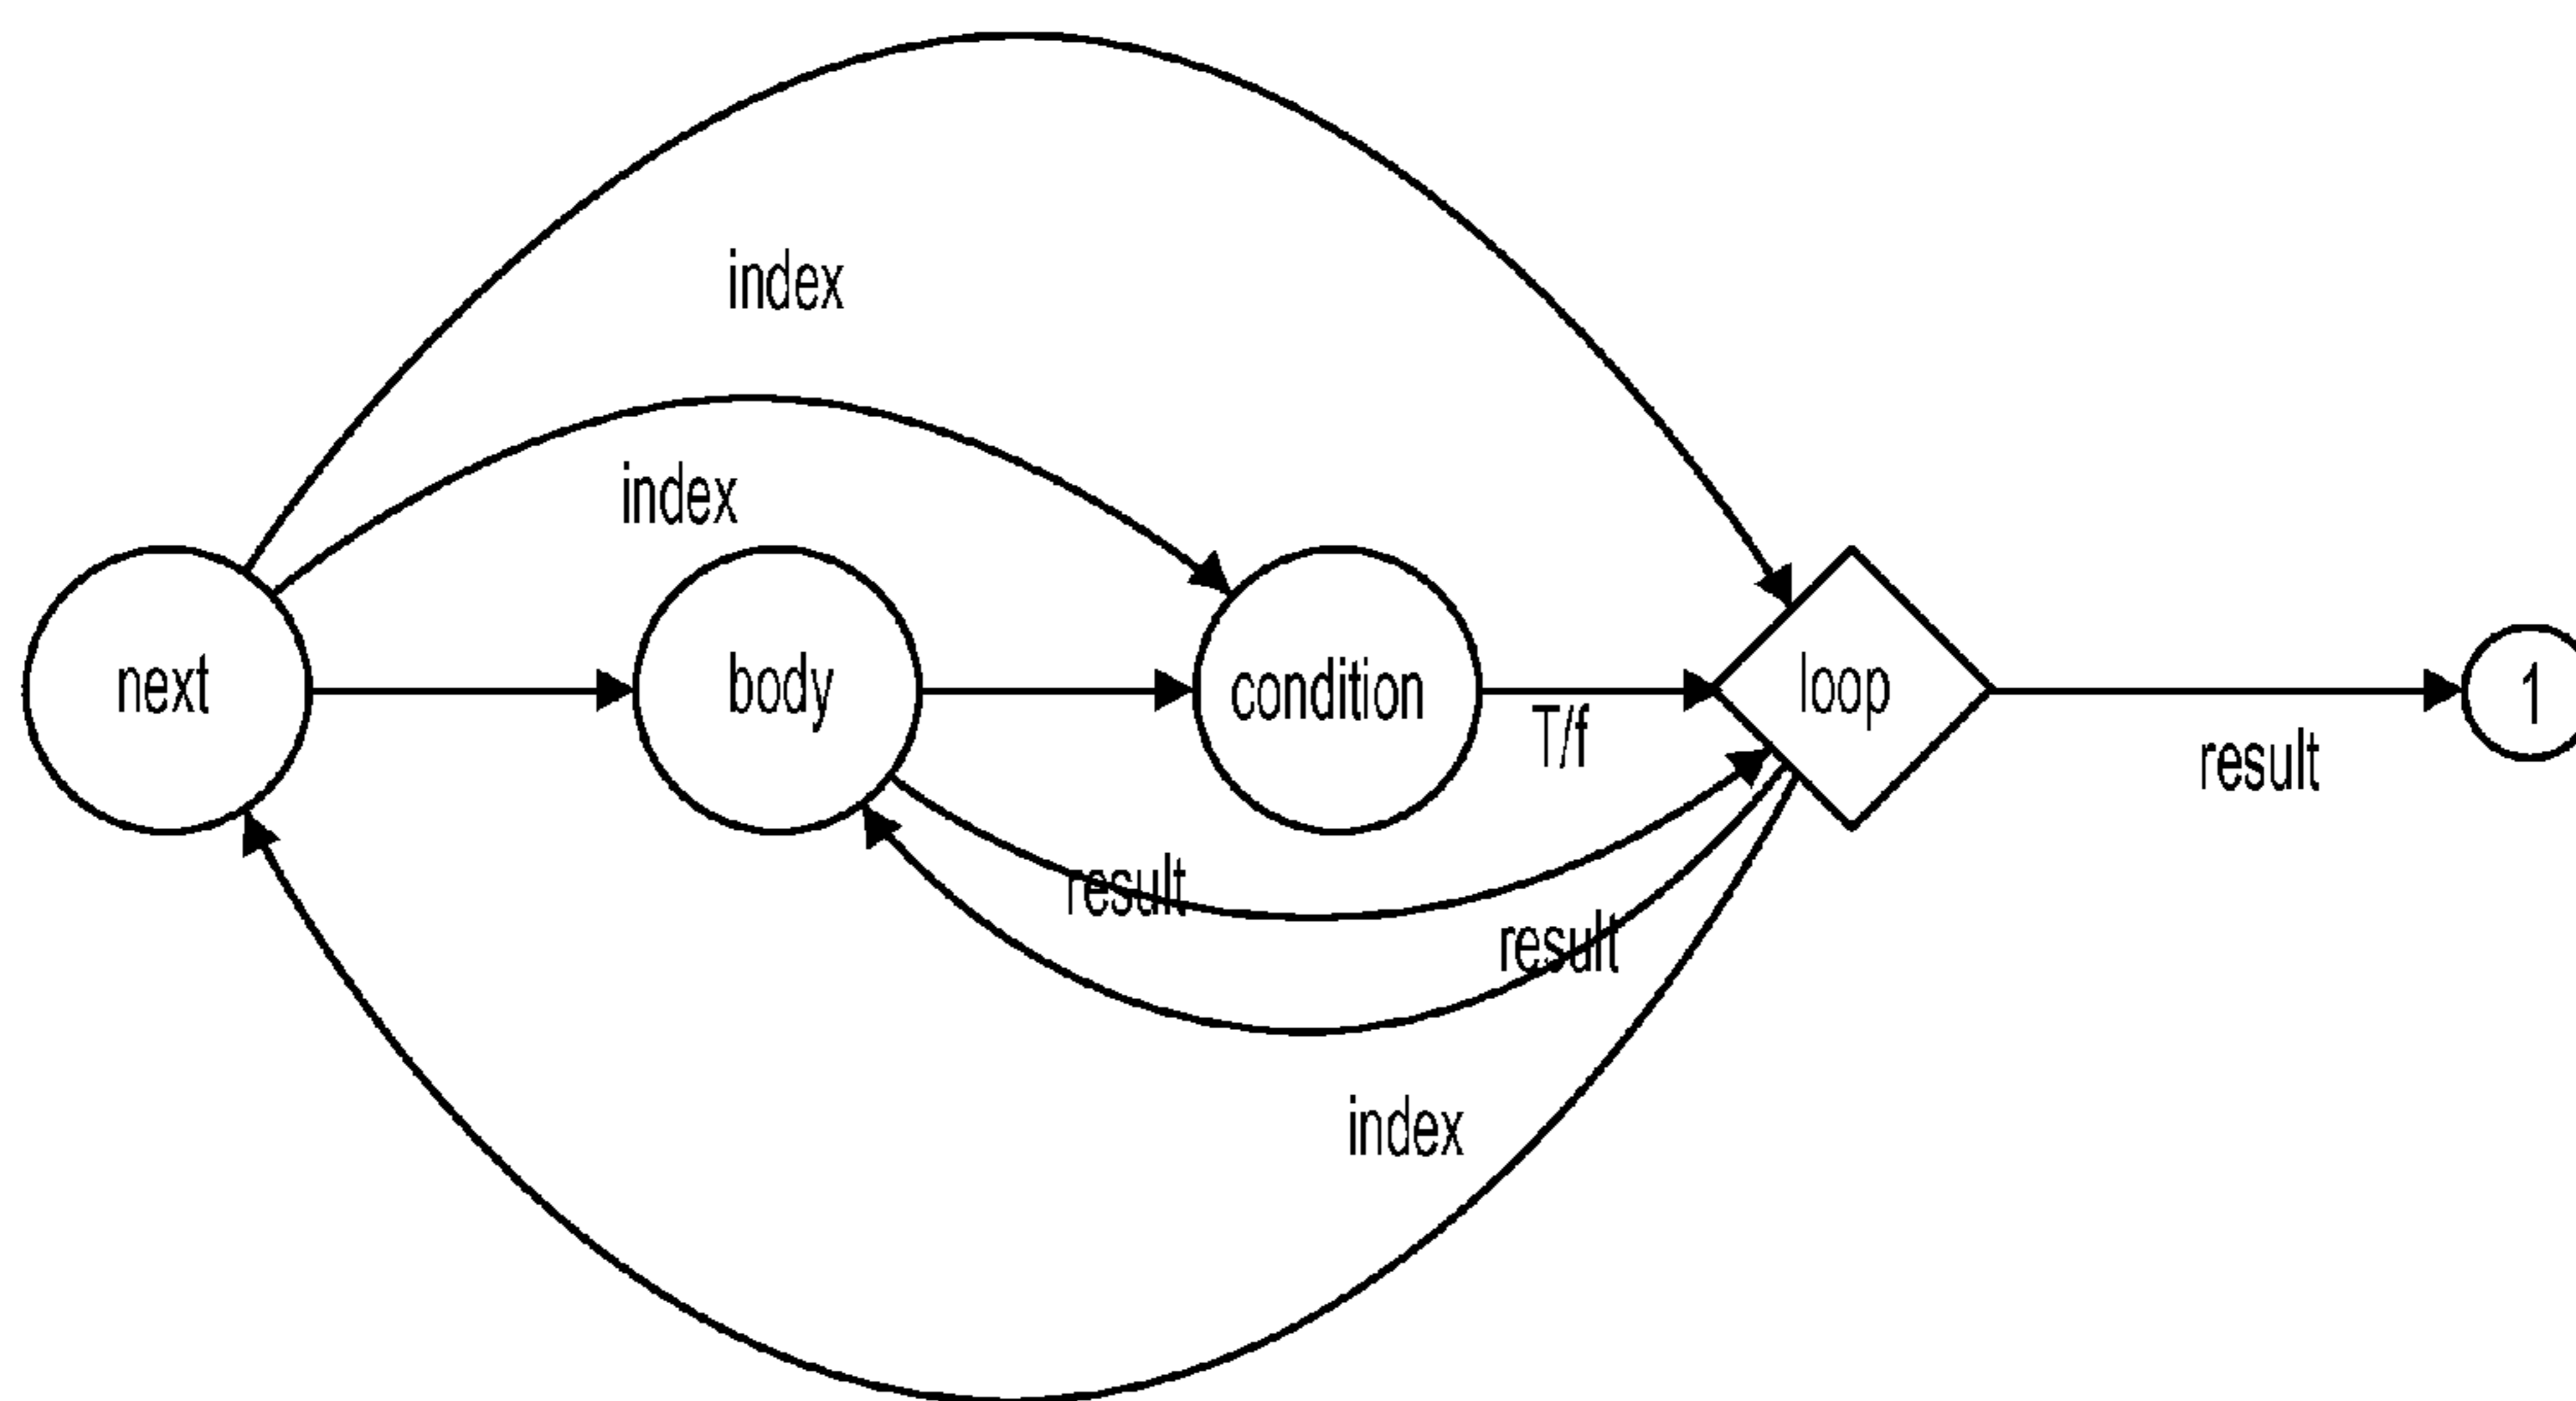 index
index
next
body
condition
T/f
loop
result
1
result
result
index